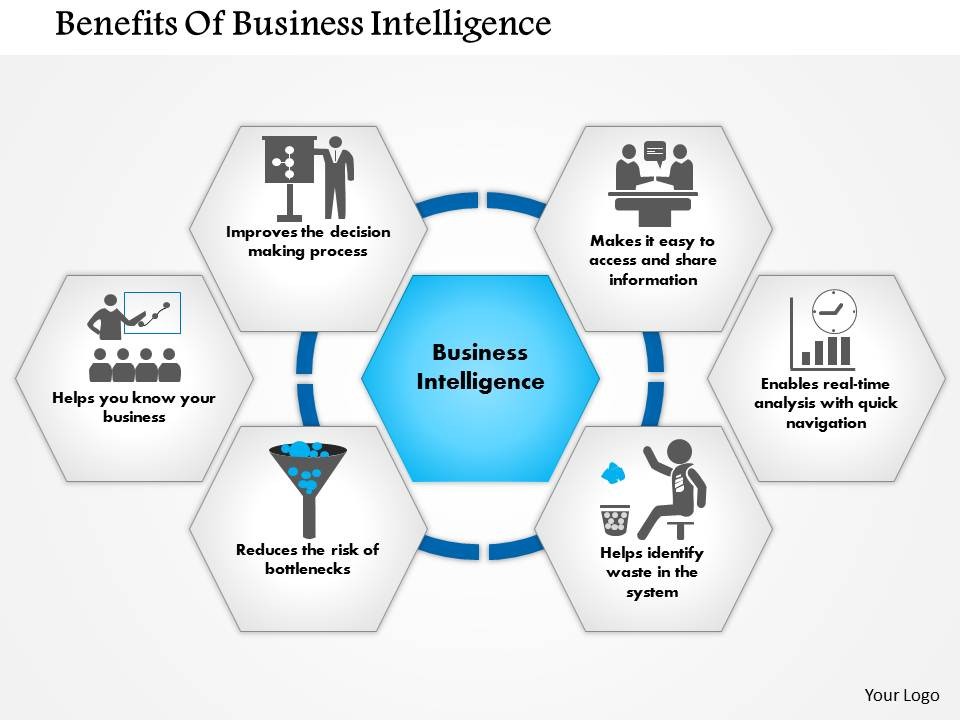 Benefits Of Business Intelligence
Improves the decision
making process
Makes it easy to
access and share
information
Helps you know your
business
Business
Intelligence
Enables real-time
analysis with quick
navigation
Reduces the risk of
bottlenecks
Helps identify
waste in the
system
Your Logo